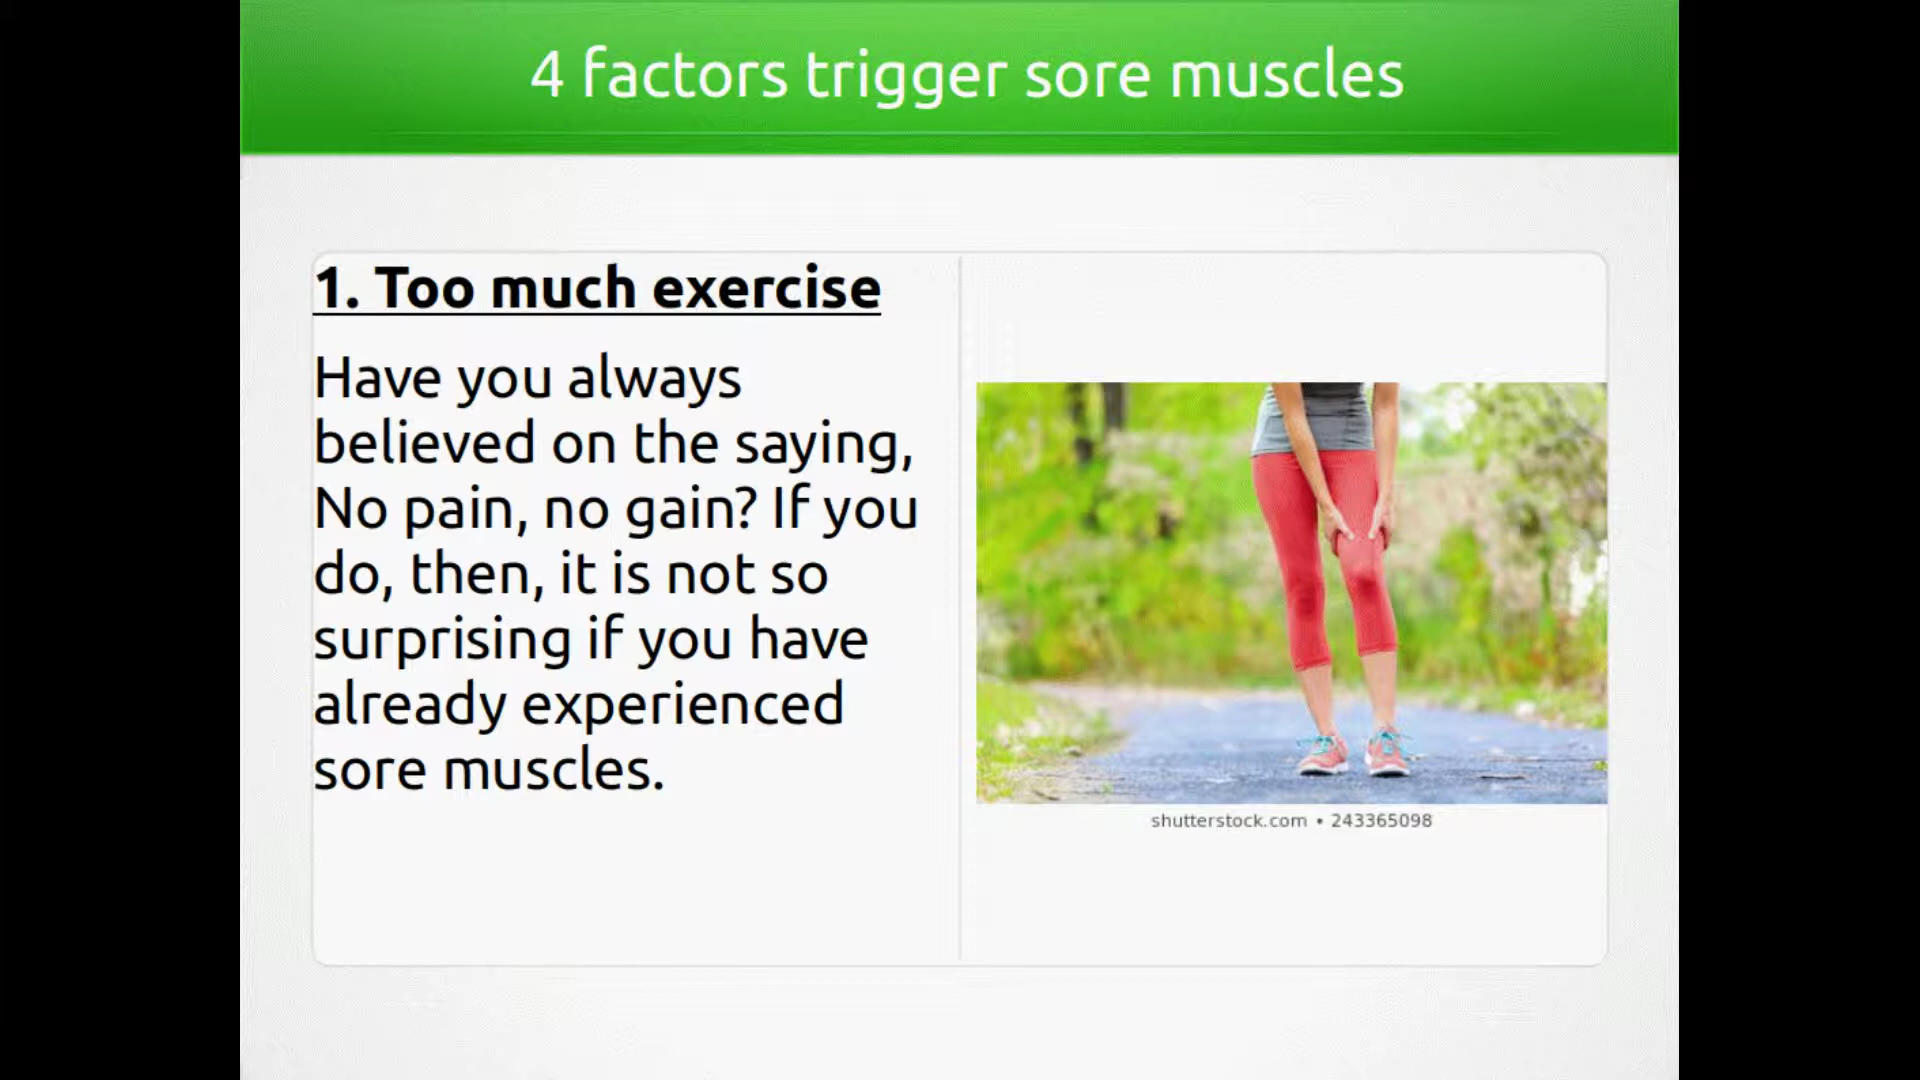 4 factors trigger sore muscles
1. Too much exercise
Have you always
believed on the saying,
No pain, no gain? If you
do, then, it is not so
surprising if you have
already experienced
sore muscles.
shutterstock.com • 243365098